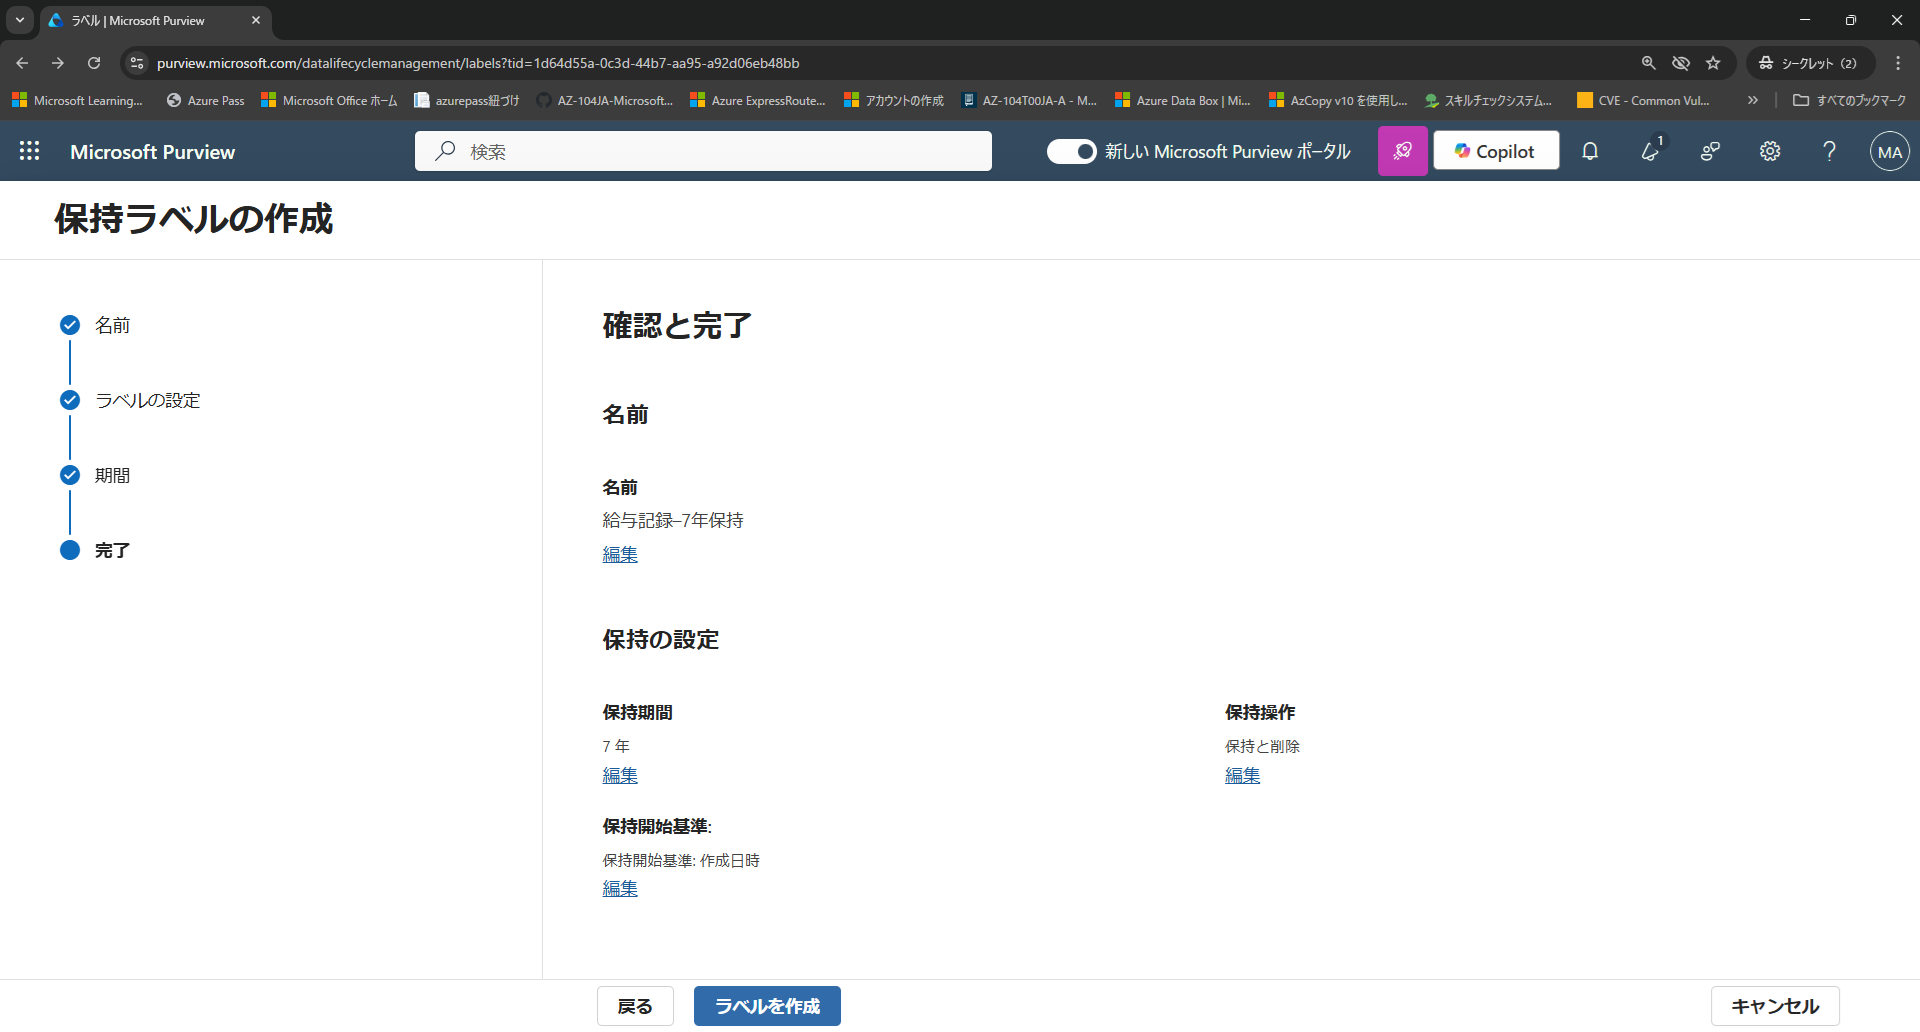 ラベル | Microsoft Purview
purview.microsoft.com/datalifecyclemanagement/labels?tid=1d64d55a-0c3d-44b7-aa95-a92d06eb48bb
シークレット (2)
Microsoft Learning...
Azure Pass
Microsoft Office ホーム
azurepass紐づけ
AZ-104JA-Microsoft...
Azure ExpressRoute...
アカウントの作成
AZ-104T00JA-A - M...
Azure Data Box | Mi...
AzCopy v10 を使用し...
スキルチェックシステム...
CVE - Common Vul...
すべてのブックマーク
Microsoft Purview
検索
新しい Microsoft Purview ポータル
Copilot
1
MA
保持ラベルの作成
名前
ラベルの設定
期間
完了
確認と完了
名前
名前
給与記録–7年保持
編集
保持の設定
保持期間
7 年
編集
保持操作
保持と削除
編集
保持開始基準:
保持開始基準: 作成日時
編集
戻る
ラベルを作成
キャンセル